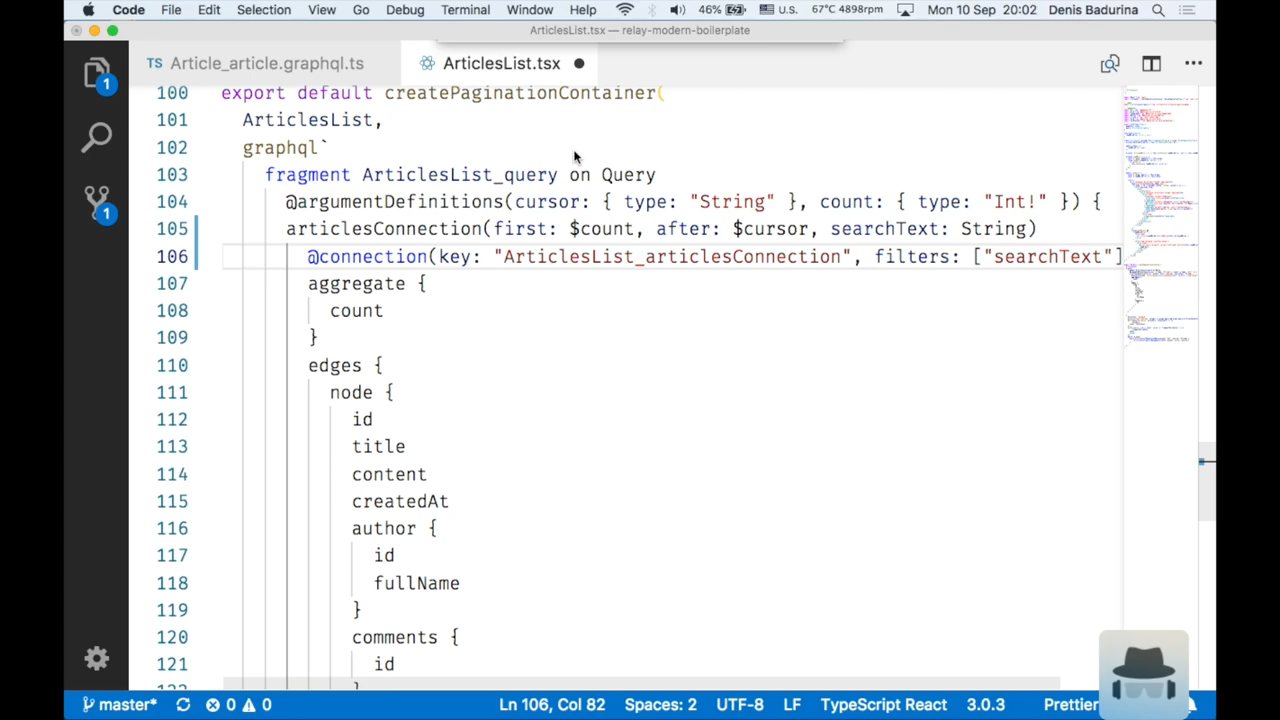 Code File Edit Selection View Go Debug Terminal Window Help 46% U.S. 67°C 4898rpm Mon 10 Sep 20:02 Denis Badurina
ArticlesList.tsx — relay-modern-boilerplate
1 TS Article_article.graphql.ts ArticlesList.tsx
100 export default createPaginationContainer(
101 ArticlesList,
102 graphql`
103 fragment ArticlesList_query on Query
104 @argumentDefinitions(cursor: { type: "String" }, count: { type: "Int!" }) {
105 articlesConnection(first: $count, after: $cursor, searchText: String)
106 @connection(key: "ArticlesList_articlesConnection", filters: ["searchText"]
107 aggregate {
108 count
109 }
110 edges {
111 node {
112 id
113 title
114 content
115 createdAt
116 author {
117 id
118 fullName
119 }
120 comments {
121 id
1
master* 0 0 Ln 106, Col 82 Spaces: 2 UTF-8 LF TypeScript React 3.0.3 Prettier